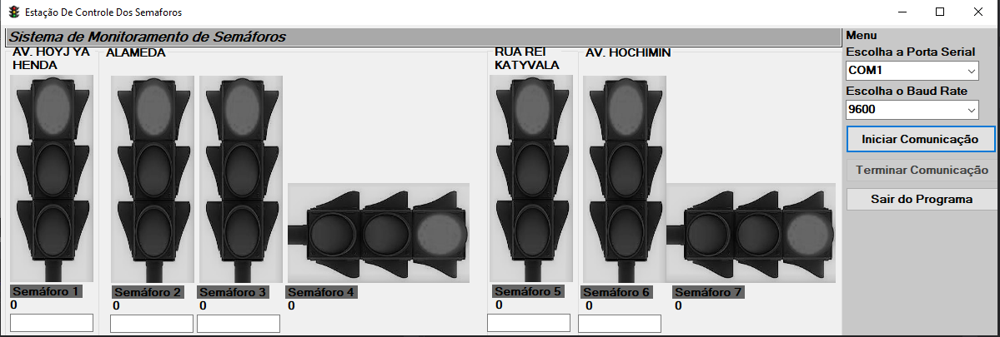 Estação De Controle Dos Semaforos
Sistema de Monitoramento de Semáforos
AV. HOYJ YA
HENDA
ALAMEDA
RUA REI
KATYVALA
AV. HOCHIMIN
Semáforo 1
0
Semáforo 2
0
Semáforo 3
0
Semáforo 4
0
Semáforo 5
0
Semáforo 6
0
Semáforo 7
0
Menu
Escolha a Porta Serial
COM1
Escolha o Baud Rate
9600
Iniciar Comunicação
Terminar Comunicação
Sair do Programa